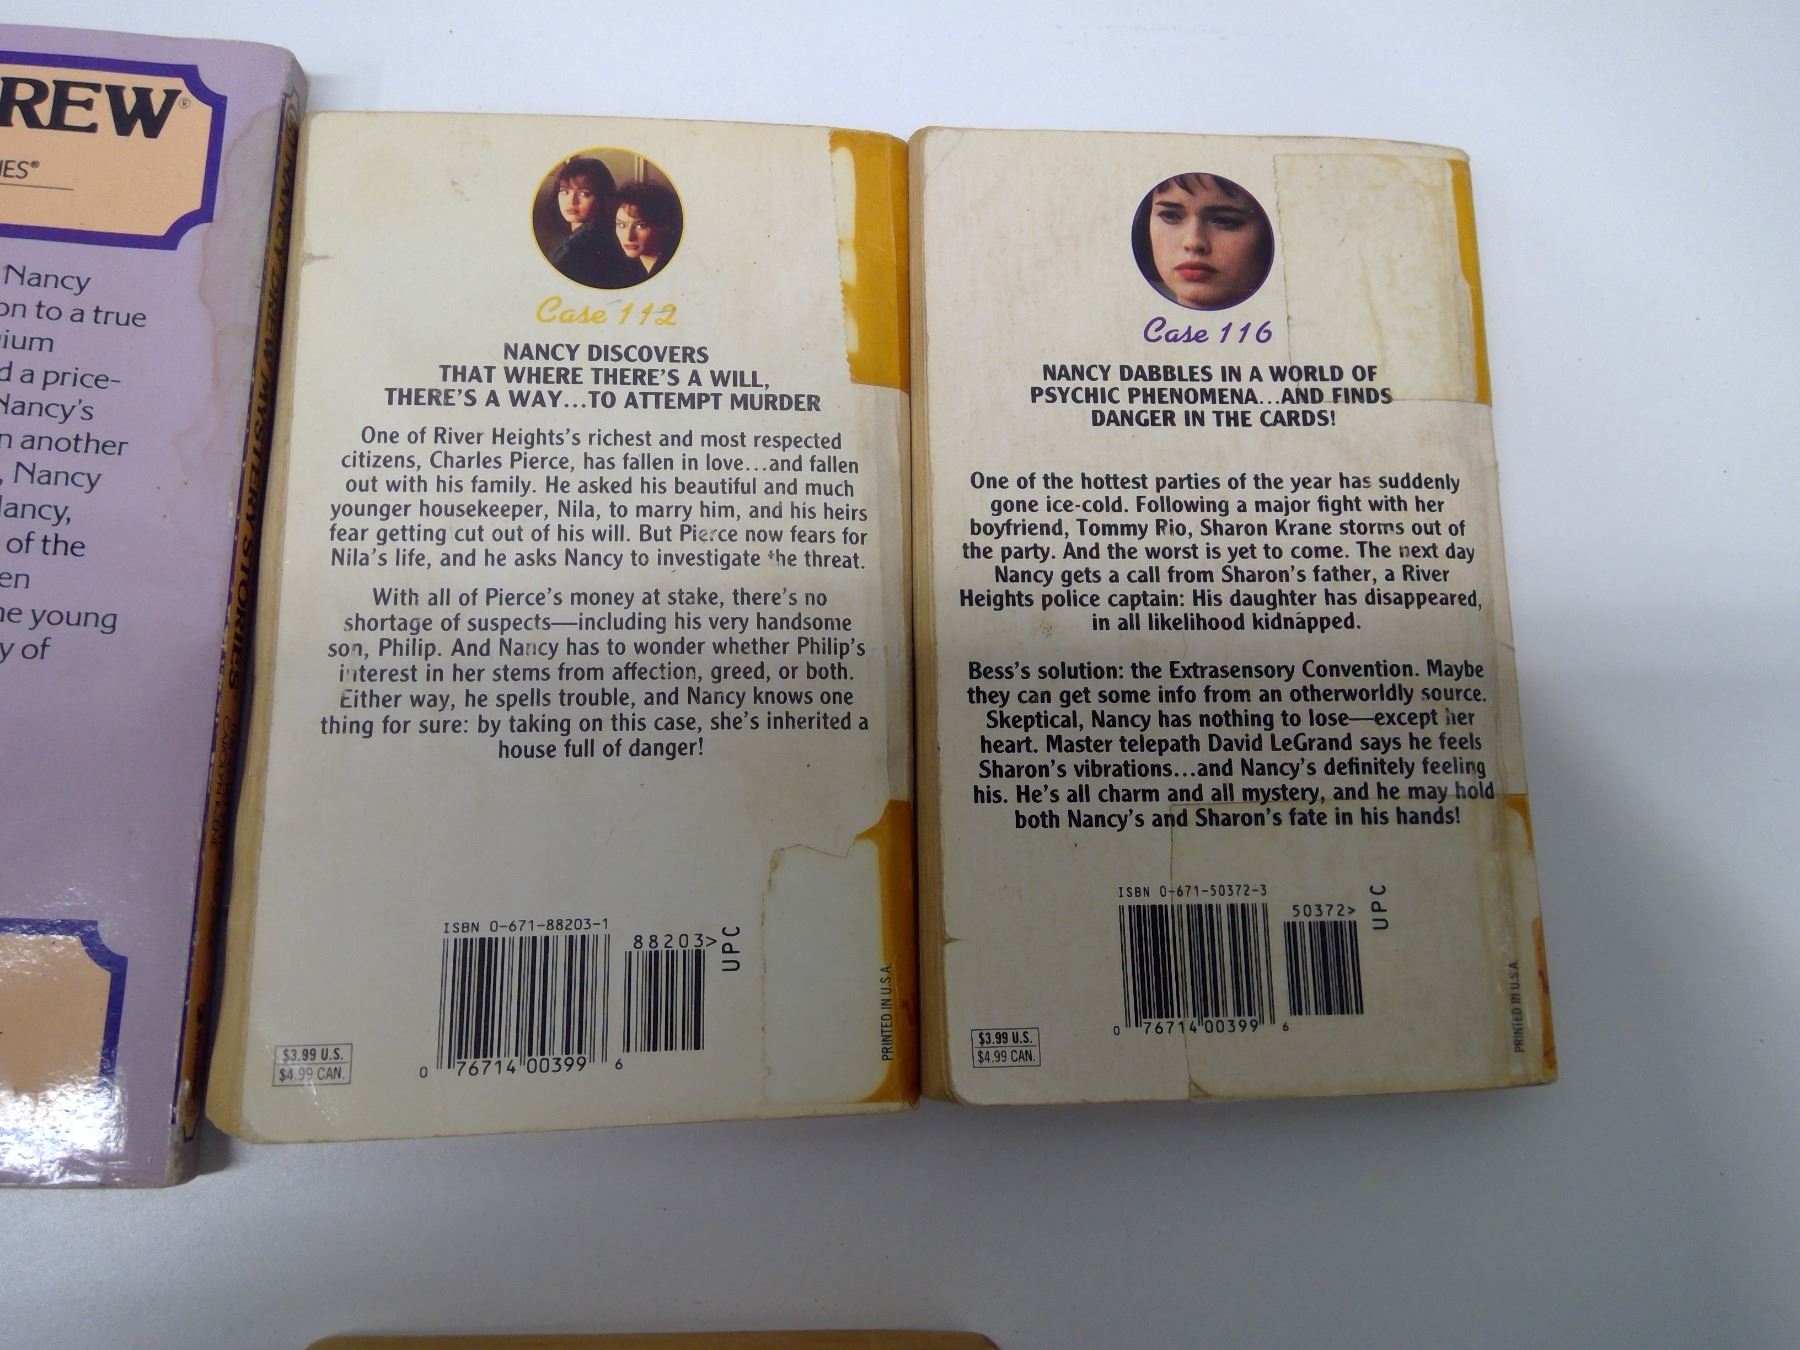 REW®
IES®
Nancy
on to a true
ium
d a price-
Nancy's
n another
, Nancy
ancy,
of the
en
e young
y of
NANCY DREW MYSTERY STORIES
Case 112
NANCY DISCOVERS
THAT WHERE THERE'S A WILL,
THERE'S A WAY...TO ATTEMPT MURDER
One of River Heights's richest and most respected
citizens, Charles Pierce, has fallen in love...and fallen
out with his family. He asked his beautiful and much
younger housekeeper, Nila, to marry him, and his heirs
fear getting cut out of his will. But Pierce now fears for
Nila's life, and he asks Nancy to investigate the threat.
With all of Pierce's money at stake, there's no
shortage of suspects—including his very handsome
son, Philip. And Nancy has to wonder whether Philip's
interest in her stems from affection, greed, or both.
Either way, he spells trouble, and Nancy knows one
thing for sure: by taking on this case, she's inherited a
house full of danger!
ISBN 0-671-88203-1
88203>
UPC
0 76714 00399 6
$3.99 U.S.
$4.99 CAN.
PRINTED IN U.S.A.
Case 116
NANCY DABBLES IN A WORLD OF
PSYCHIC PHENOMENA...AND FINDS
DANGER IN THE CARDS!
One of the hottest parties of the year has suddenly
gone ice-cold. Following a major fight with her
boyfriend, Tommy Rio, Sharon Krane storms out of
the party. And the worst is yet to come. The next day
Nancy gets a call from Sharon's father, a River
Heights police captain: His daughter has disappeared,
in all likelihood kidnapped.
Bess's solution: the Extrasensory Convention. Maybe
they can get some info from an otherworldly source.
Skeptical, Nancy has nothing to lose—except her
heart. Master telepath David LeGrand says he feels
Sharon's vibrations...and Nancy's definitely feeling
his. He's all charm and all mystery, and he may hold
both Nancy's and Sharon's fate in his hands!
ISBN 0-671-50372-3
50372>
UPC
0 76714 00399 6
$3.99 U.S.
$4.99 CAN.
PRINTED IN U.S.A.